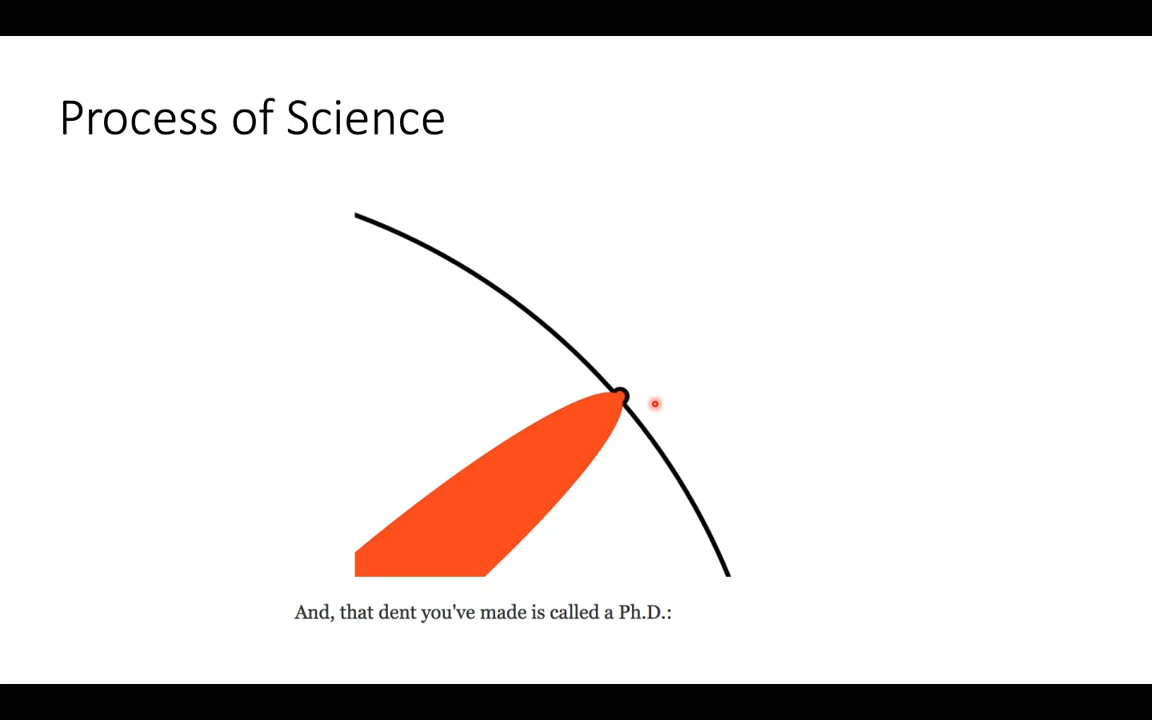 Process of Science
And, that dent you've made is called a Ph.D.: